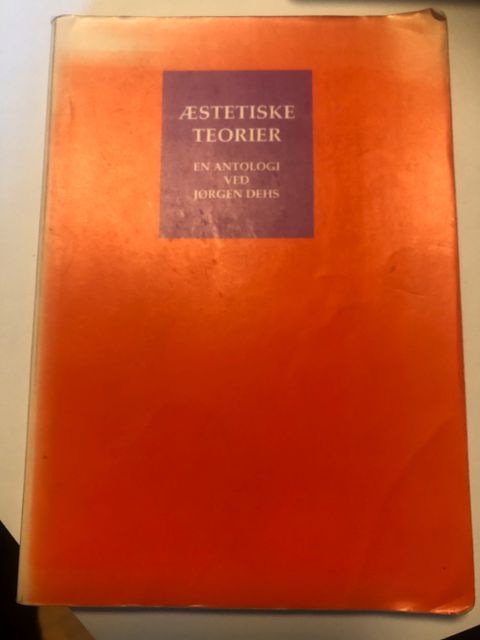 ÆSTETISKE
TEORIER
EN ANTOLOGI
VED
JØRGEN DEHS